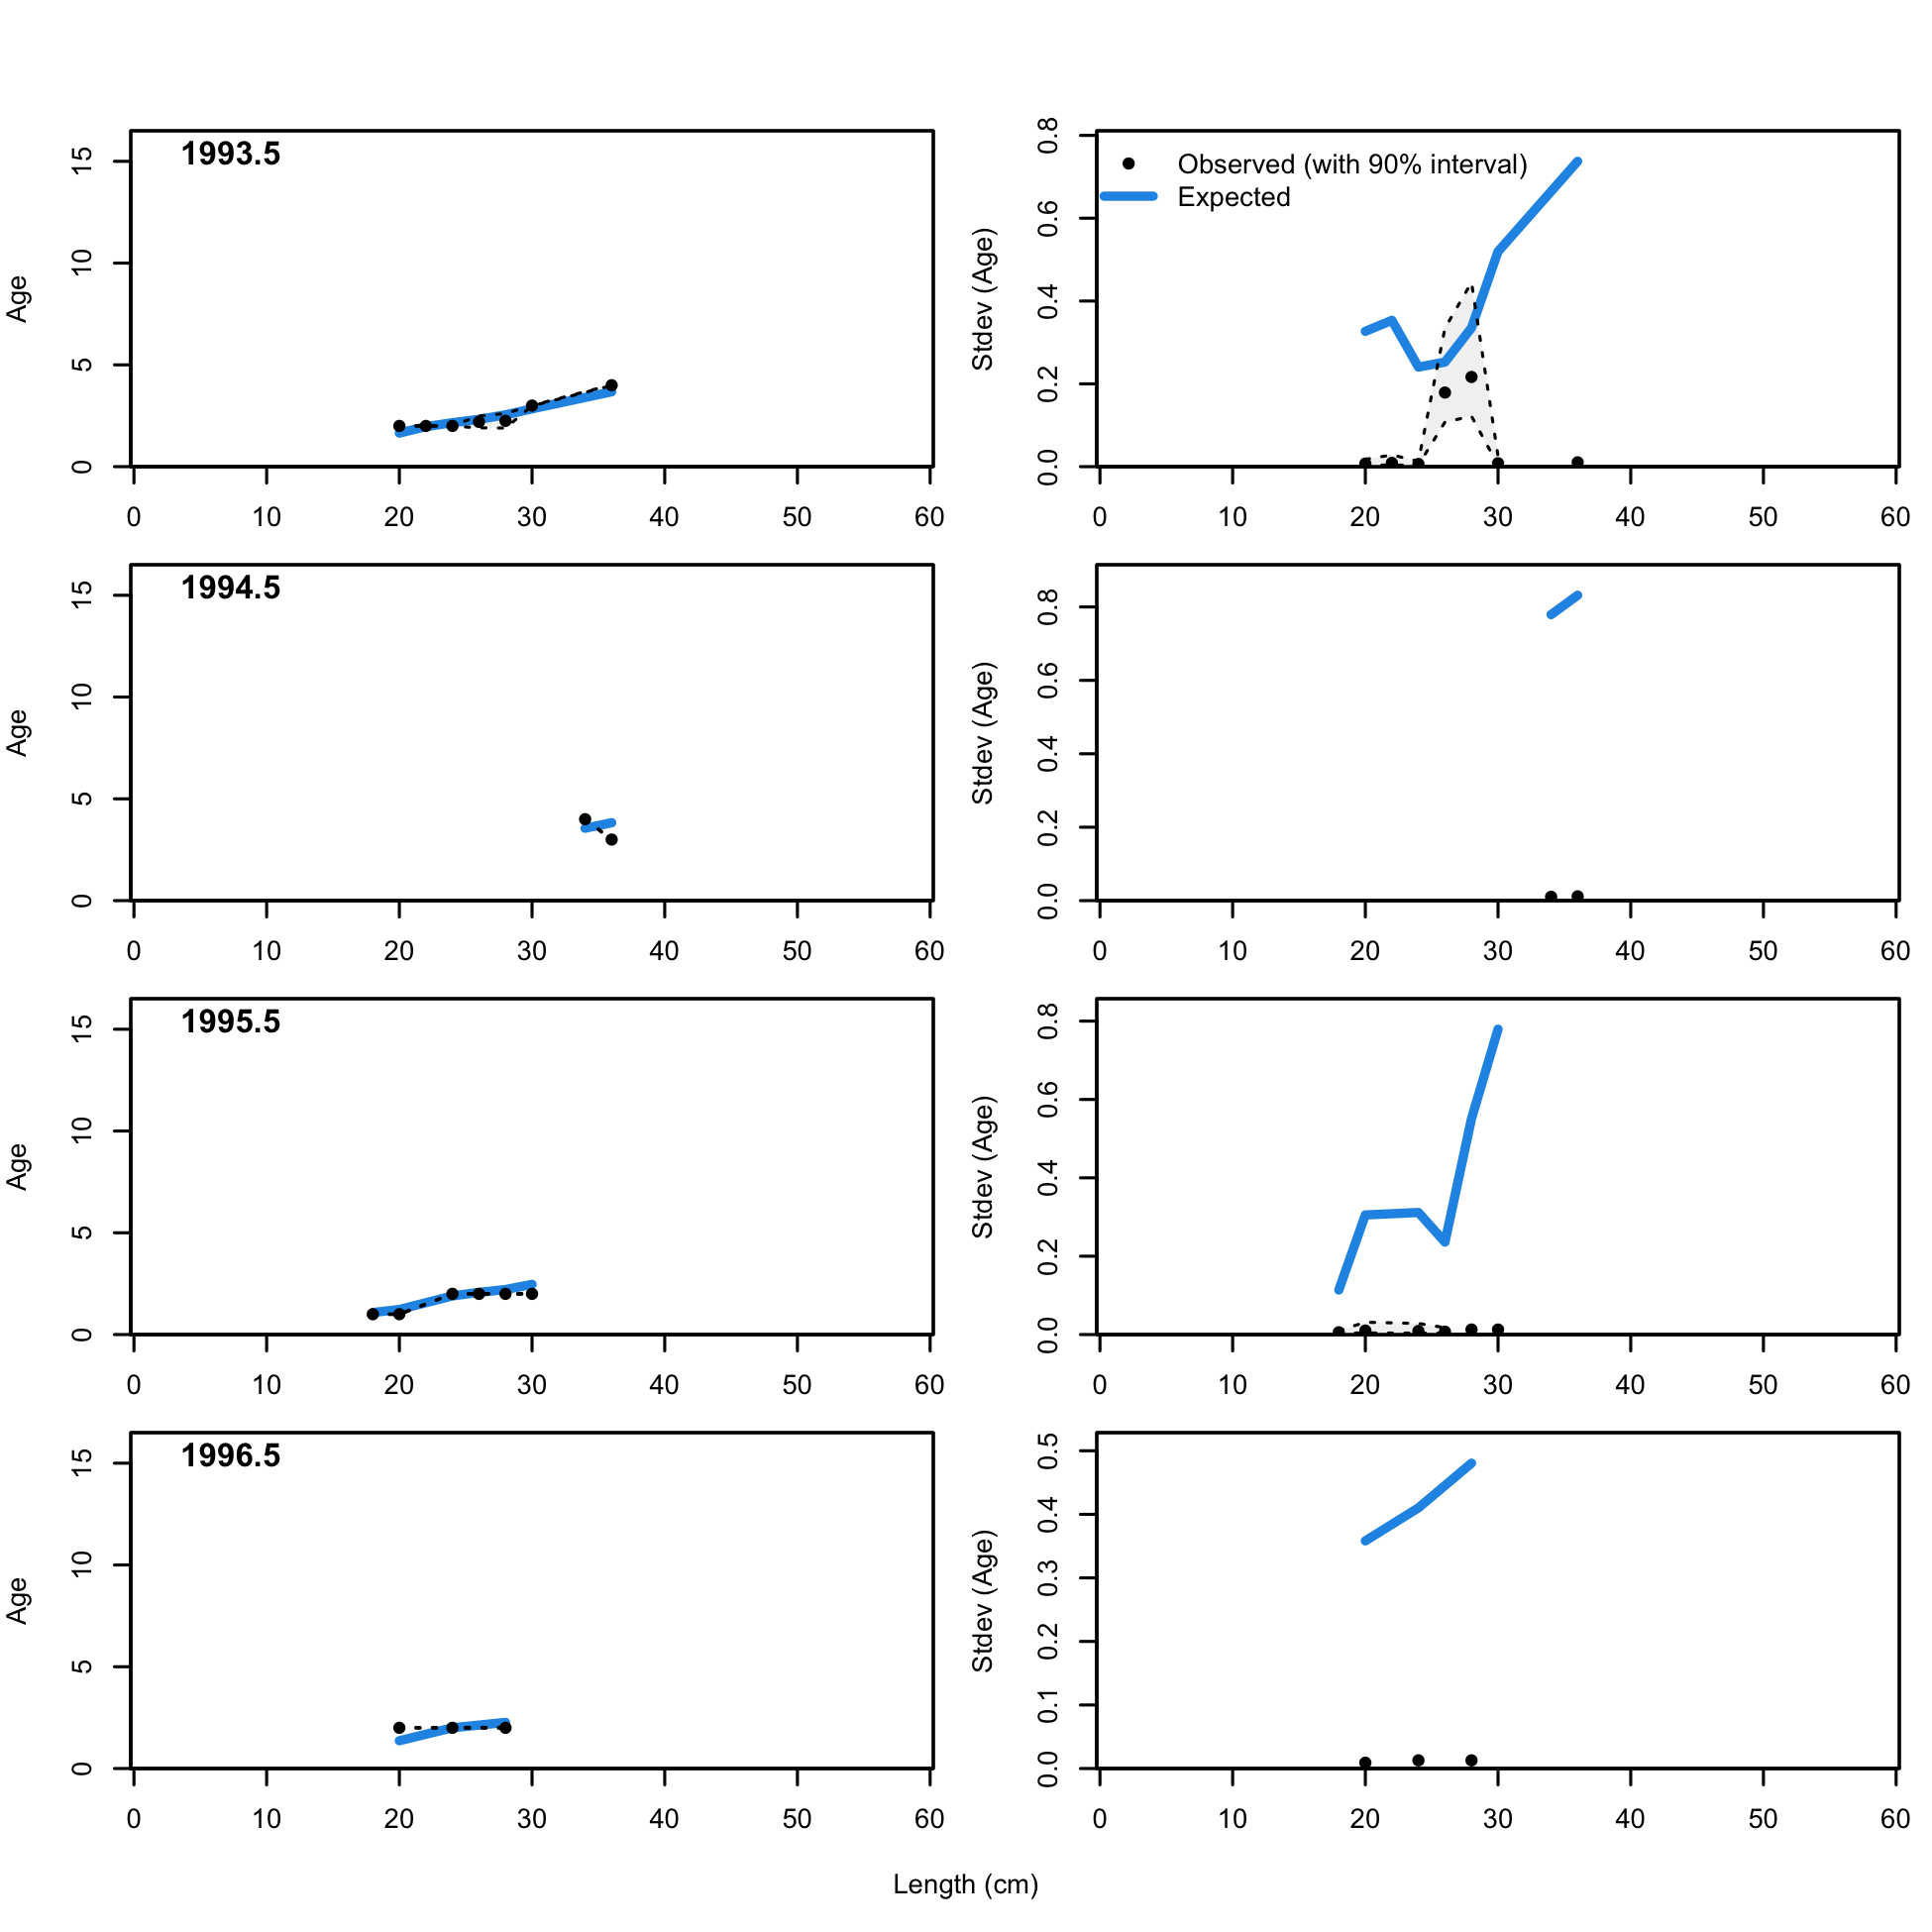 1993.5
Age
0 5 10 15
0 10 20 30 40 50 60
Observed (with 90% interval)
Expected
Stdev (Age)
0.0 0.2 0.4 0.6 0.8
0 10 20 30 40 50 60
1994.5
Age
0 5 10 15
0 10 20 30 40 50 60
Stdev (Age)
0.0 0.2 0.4 0.6 0.8
0 10 20 30 40 50 60
1995.5
Age
0 5 10 15
0 10 20 30 40 50 60
Stdev (Age)
0.0 0.2 0.4 0.6 0.8
0 10 20 30 40 50 60
1996.5
Age
0 5 10 15
0 10 20 30 40 50 60
Stdev (Age)
0.0 0.1 0.2 0.3 0.4 0.5
0 10 20 30 40 50 60
Length (cm)